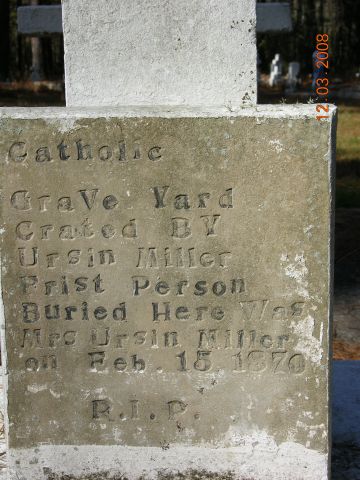 Catholic
GraVe Yard
Grated BY
Ursin Miller
Frist Person
Buried Here Was
Mrs Ursin Miller
on Feb. 15. 1870
R.I.P.
12.03.2008